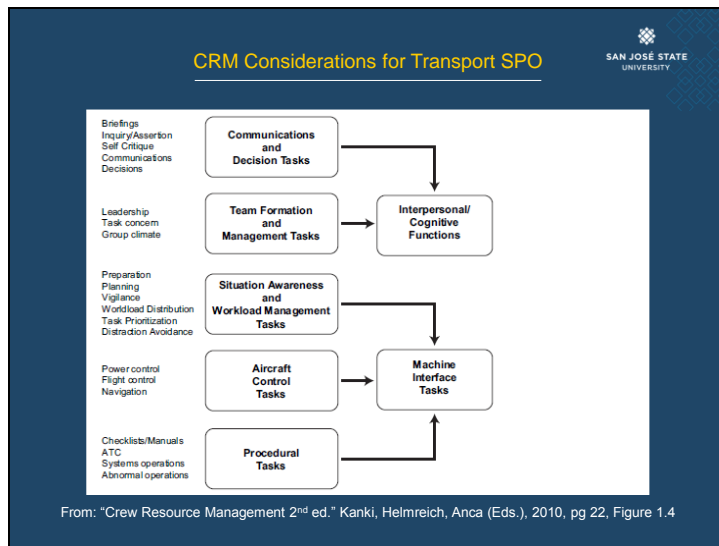 CRM Considerations for Transport SPO
SAN JOSÉ STATE
UNIVERSITY
Briefings
Inquiry/Assertion
Self Critique
Communications
Decisions
Communications
and
Decision Tasks
Leadership
Task concern
Group climate
Team Formation
and
Management Tasks
Interpersonal/
Cognitive
Functions
Preparation
Planning
Vigilance
Worldload Distribution
Task Prioritization
Distraction Avoidance
Situation Awareness
and
Workload Management
Tasks
Power control
Flight control
Navigation
Aircraft
Control
Tasks
Machine
Interface
Tasks
Checklists/Manuals
ATC
Systems operations
Abnormal operations
Procedural
Tasks
From: “Crew Resource Management 2nd ed.” Kanki, Helmreich, Anca (Eds.), 2010, pg 22, Figure 1.4